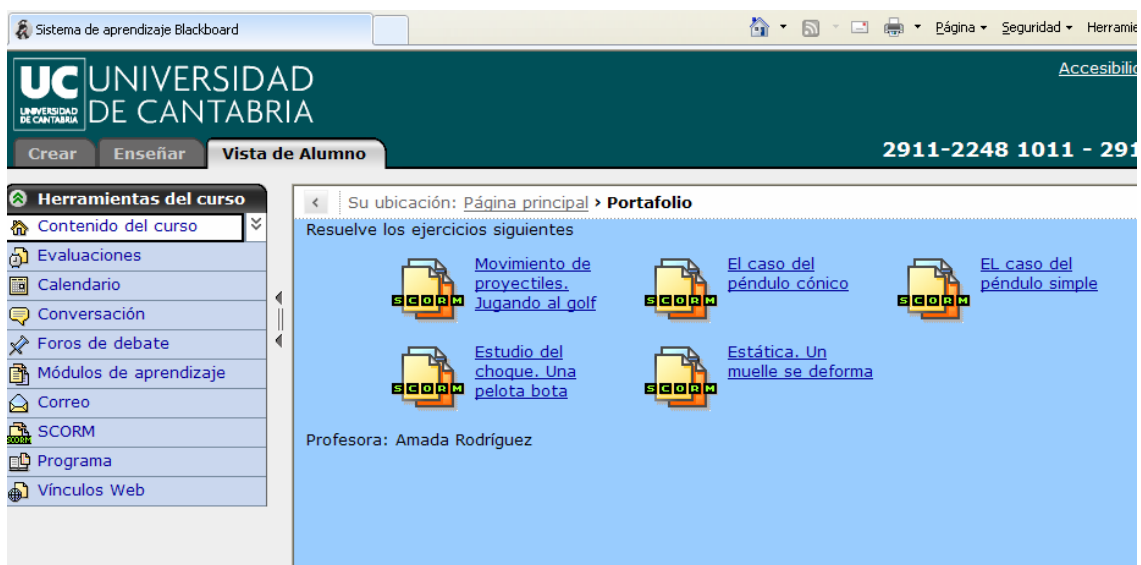 Sistema de aprendizaje Blackboard
Página
Seguridad
UC UNIVERSIDAD
DE CANTABRIA
UNIVERSIDAD
DE CANTABRIA
Crear
Enseñar
Vista de Alumno
2911-2248 1011 - 291
Herramientas del curso
Contenido del curso
Evaluaciones
Calendario
Conversación
Foros de debate
Módulos de aprendizaje
Correo
SCORM
SCORM
Programa
Vínculos Web
Su ubicación: Página principal › Portafolio
Resuelve los ejercicios siguientes
SCORM
Movimiento de
proyectiles.
Jugando al golf
SCORM
El caso del
péndulo cónico
SCORM
EL caso del
péndulo simple
SCORM
Estudio del
choque. Una
pelota bota
SCORM
Estática. Un
muelle se deforma
Profesora: Amada Rodríguez